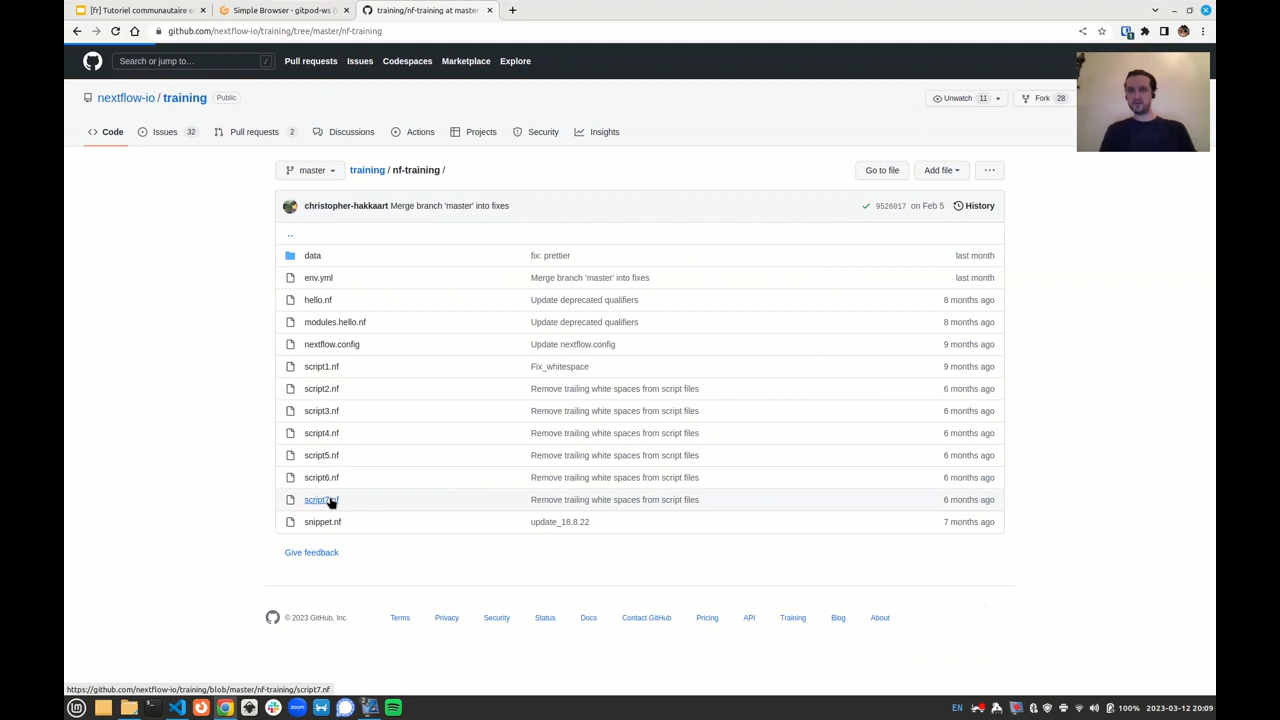 [fr] Tutoriel communautaire e
Simple Browser - gitpod-ws (
training/nf-training at master
github.com/nextflow-io/training/tree/master/nf-training
Search or jump to…
/
Pull requests
Issues
Codespaces
Marketplace
Explore
nextflow-io / training
Public
Unwatch 11
Fork 28
Code
Issues 32
Pull requests 2
Discussions
Actions
Projects
Security
Insights
master
training / nf-training /
Go to file
Add file
christopher-hakkaart Merge branch 'master' into fixes
9526017 on Feb 5
History
..
data fix: prettier last month
env.yml Merge branch 'master' into fixes last month
hello.nf Update deprecated qualifiers 8 months ago
modules.hello.nf Update deprecated qualifiers 8 months ago
nextflow.config Update nextflow.config 9 months ago
script1.nf Fix_whitespace 9 months ago
script2.nf Remove trailing white spaces from script files 6 months ago
script3.nf Remove trailing white spaces from script files 6 months ago
script4.nf Remove trailing white spaces from script files 6 months ago
script5.nf Remove trailing white spaces from script files 6 months ago
script6.nf Remove trailing white spaces from script files 6 months ago
script7.nf Remove trailing white spaces from script files 6 months ago
snippet.nf update_18.8.22 7 months ago
Give feedback
© 2023 GitHub, Inc.
Terms
Privacy
Security
Status
Docs
Contact GitHub
Pricing
API
Training
Blog
About
https://github.com/nextflow-io/training/blob/master/nf-training/script7.nf
EN
100%
2023-03-12 20:09